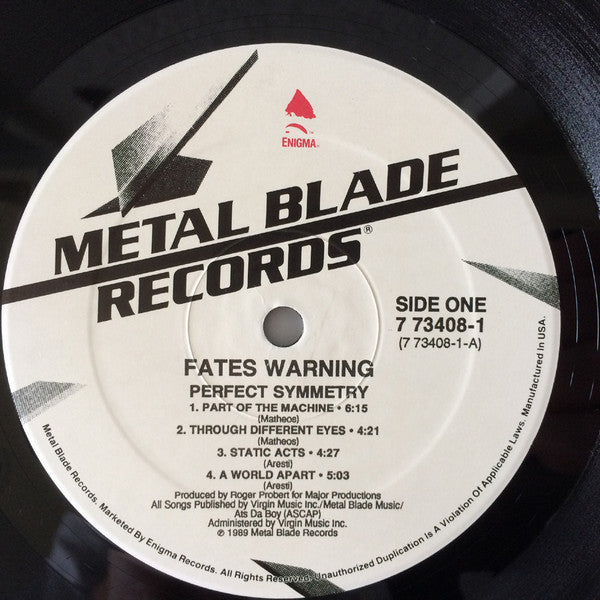 ENIGMA®
METAL BLADE
RECORDS®
SIDE ONE
7 73408-1
(7 73408-1-A)
FATES WARNING
PERFECT SYMMETRY
1. PART OF THE MACHINE • 6:15
(Matheos)
2. THROUGH DIFFERENT EYES • 4:21
(Matheos)
3. STATIC ACTS • 4:27
(Aresti)
4. A WORLD APART • 5:03
(Aresti)
Produced by Roger Probert for Major Productions
All Songs Published by Virgin Music Inc./Metal Blade Music/
Ats Da Boy (ASCAP)
Administered by Virgin Music Inc.
℗ 1989 Metal Blade Records
Metal Blade Records. Marketed By Enigma Records. All Rights Reserved. Unauthorized Duplication Is A Violation Of Applicable Laws. Manufactured In USA.